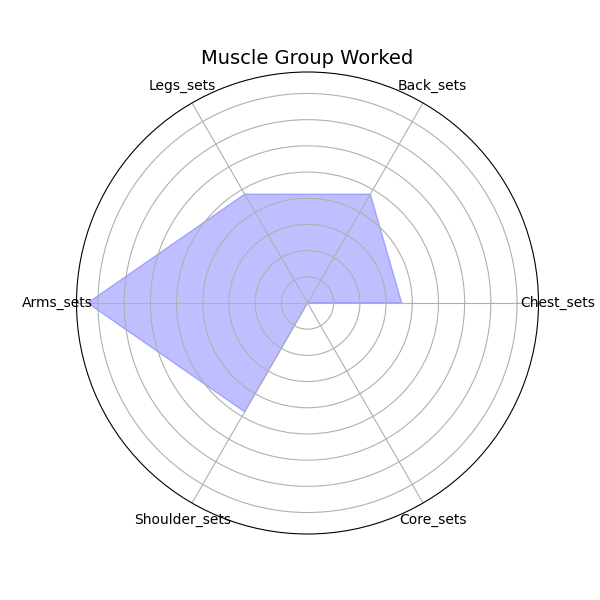 Muscle Group Worked
Legs_sets
Back_sets
Arms_sets
Chest_sets
Shoulder_sets
Core_sets